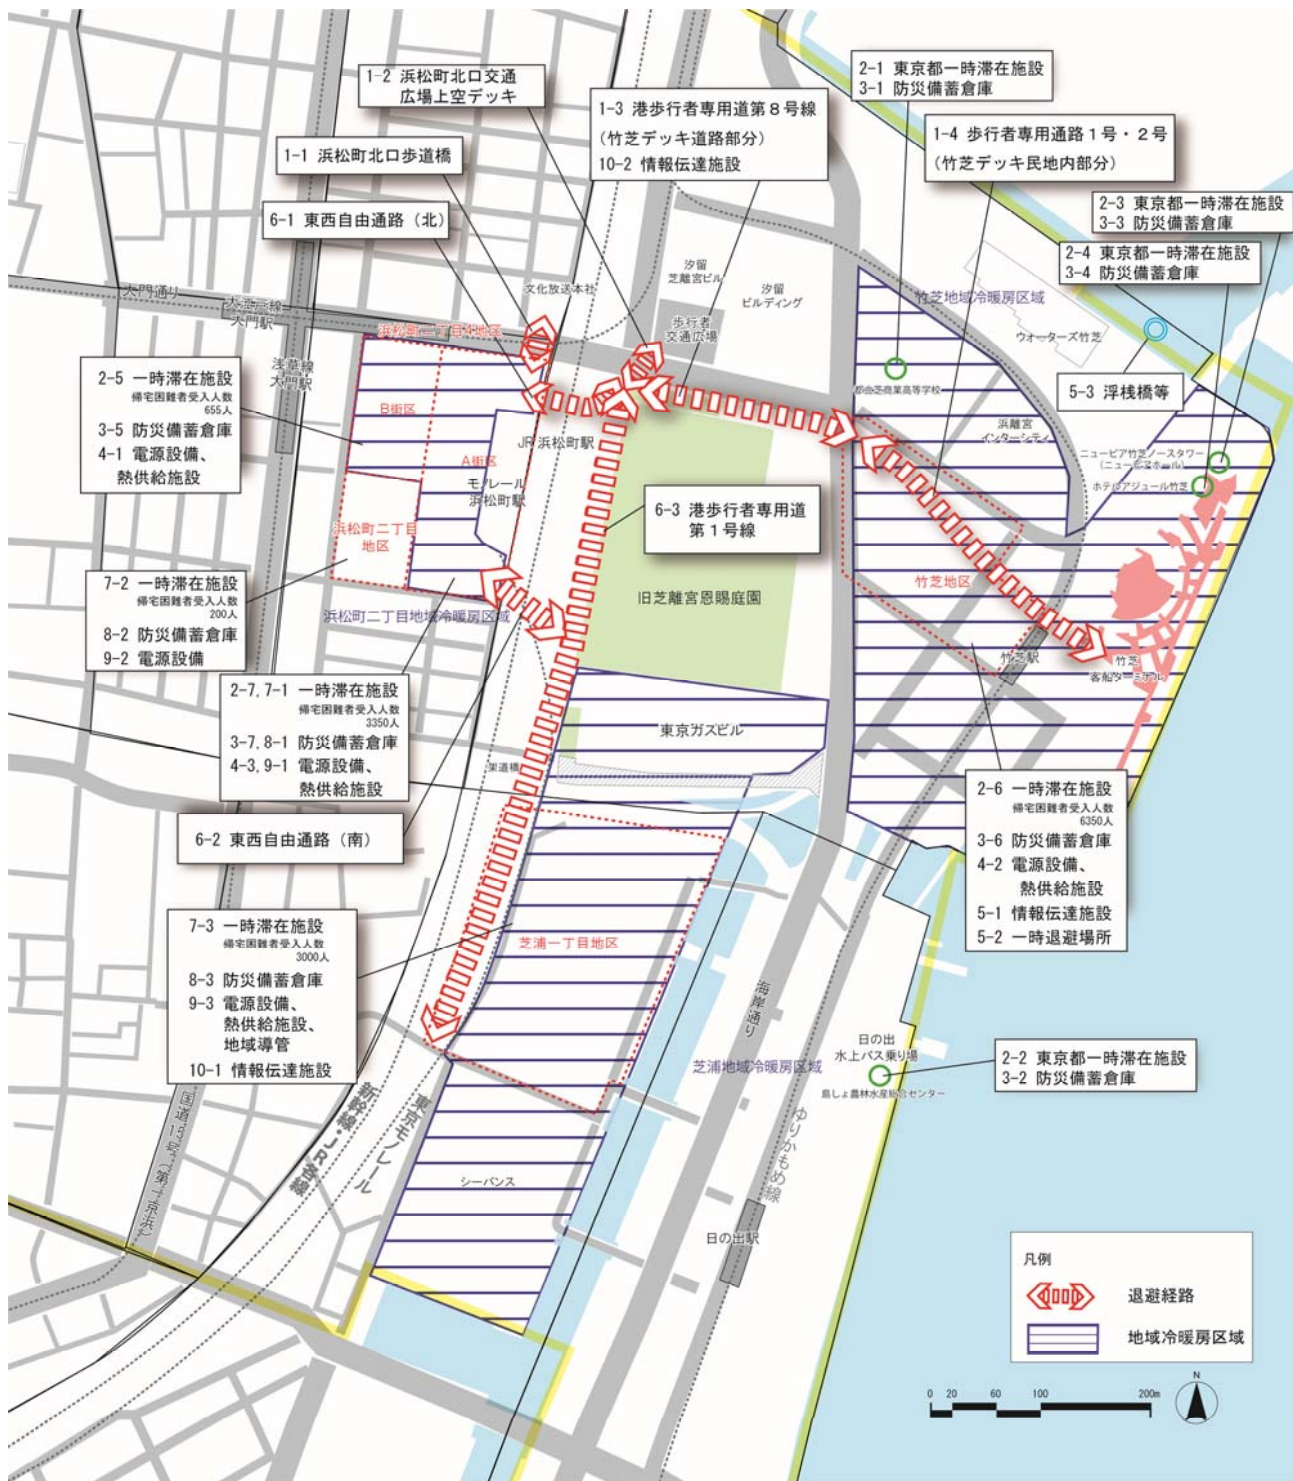 1-2 浜松町北口交通
広場上空デッキ
1-3 港歩行者専用道第8号線
(竹芝デッキ道路部分)
10-2 情報伝達施設
2-1 東京都一時滞在施設
3-1 防災備蓄倉庫
1-4 歩行者専用通路1号・2号
(竹芝デッキ民地内部分)
1-1 浜松町北口歩道橋
6-1 東西自由通路(北)
2-3 東京都一時滞在施設
3-3 防災備蓄倉庫
2-4 東京都一時滞在施設
3-4 防災備蓄倉庫
汐留
芝離宮ビル
汐留
ビルディング
文化放送本社
大門通り
大江戸線
大門駅
浜松町二丁目4地区
歩行者
交通広場
竹芝地域冷暖房区域
ウォーターズ竹芝
5-3 浮桟橋等
浅草線
大門駅
都立芝商業高等学校
2-5 一時滞在施設
帰宅困難者受入人数
655人
3-5 防災備蓄倉庫
4-1 電源設備、
熱供給施設
B街区
A街区
JR浜松町駅
モノレール
浜松町駅
浜離宮
インターシティ
ニューピア竹芝ノースタワー
(ニューピアホール)
ホテルアジュール竹芝
6-3 港歩行者専用道
第1号線
浜松町二丁目
地区
7-2 一時滞在施設
帰宅困難者受入人数
200人
8-2 防災備蓄倉庫
9-2 電源設備
竹芝地区
旧芝離宮恩賜庭園
浜松町二丁目地域冷暖房区域
竹芝駅
竹芝
客船ターミナル
2-7,7-1 一時滞在施設
帰宅困難者受入人数
3350人
3-7,8-1 防災備蓄倉庫
4-3,9-1 電源設備、
熱供給施設
東京ガスビル
架道橋
2-6 一時滞在施設
帰宅困難者受入人数
6350人
3-6 防災備蓄倉庫
4-2 電源設備、
熱供給施設
5-1 情報伝達施設
5-2 一時退避場所
6-2 東西自由通路(南)
7-3 一時滞在施設
帰宅困難者受入人数
3000人
8-3 防災備蓄倉庫
9-3 電源設備、
熱供給施設、
地域導管
10-1 情報伝達施設
芝浦一丁目地区
海岸通り
芝浦地域冷暖房区域
日の出
水上バス乗り場
島しょ農林水産総合センター
2-2 東京都一時滞在施設
3-2 防災備蓄倉庫
国道15号(第一京浜)
新幹線・JR各線
東京モノレール
ゆりかもめ線
シーバンス
日の出駅
凡例
退避経路
地域冷暖房区域
0 20 60 100 200m
N